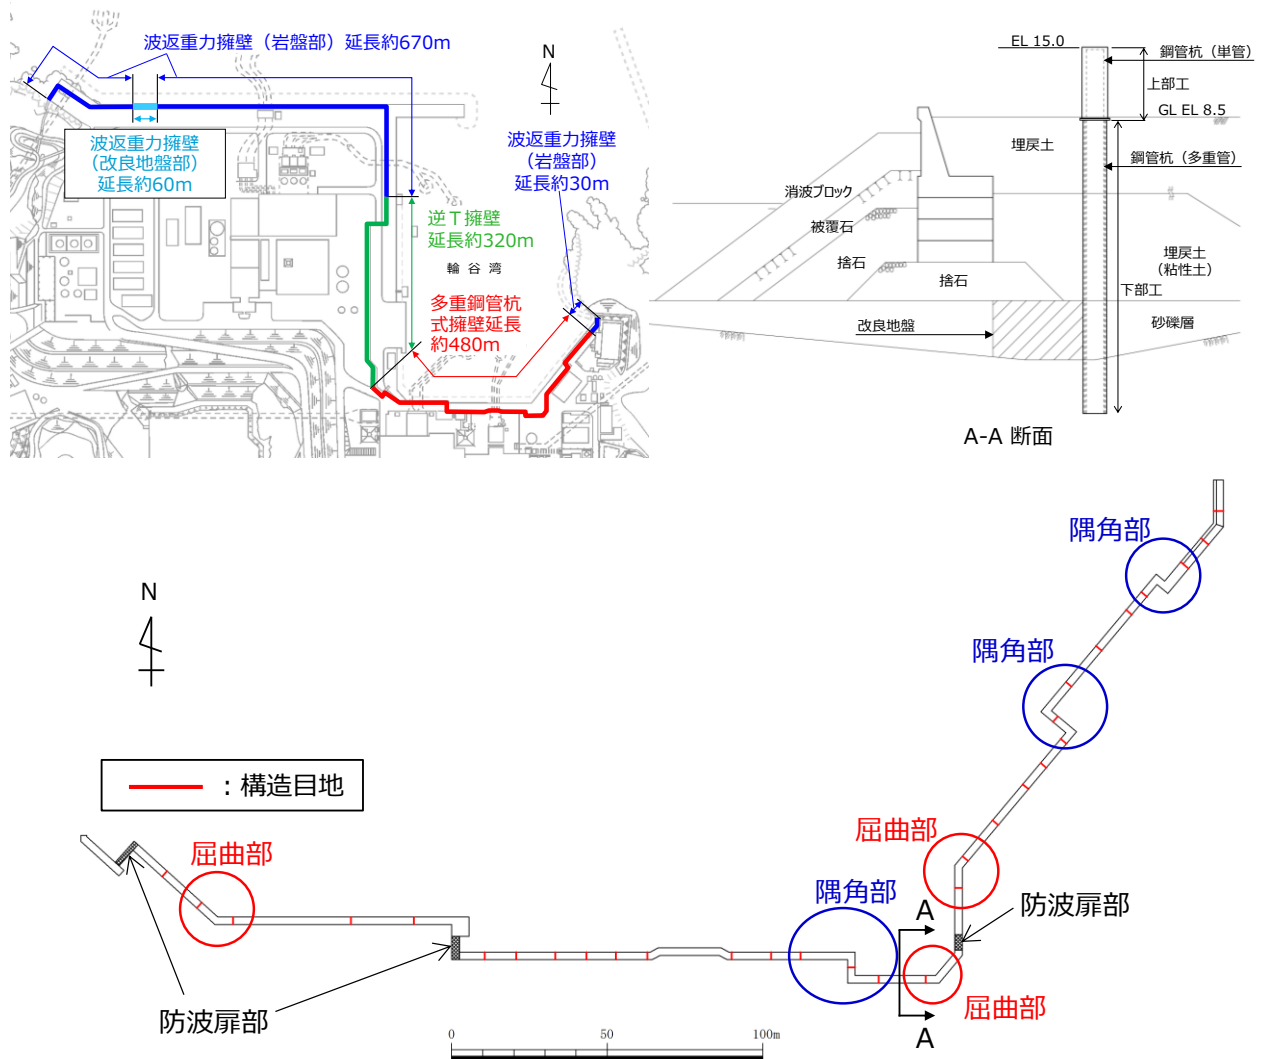 波返重力擁壁（岩盤部）延長約670m
N
波返重力擁壁
（改良地盤部）
延長約60m
波返重力擁壁
（岩盤部）
延長約30m
逆Ｔ擁壁
延長約320m
輪谷湾
多重鋼管杭
式擁壁延長
約480m
EL 15.0
鋼管杭（単管）
上部工
GL EL 8.5
埋戻土
鋼管杭（多重管）
消波ブロック
被覆石
捨石
捨石
埋戻土
（粘性土）
下部工
改良地盤
砂礫層
A-A 断面
N
隅角部
隅角部
：構造目地
屈曲部
屈曲部
隅角部
A
防波扉部
防波扉部
屈曲部
A
0
50
100m